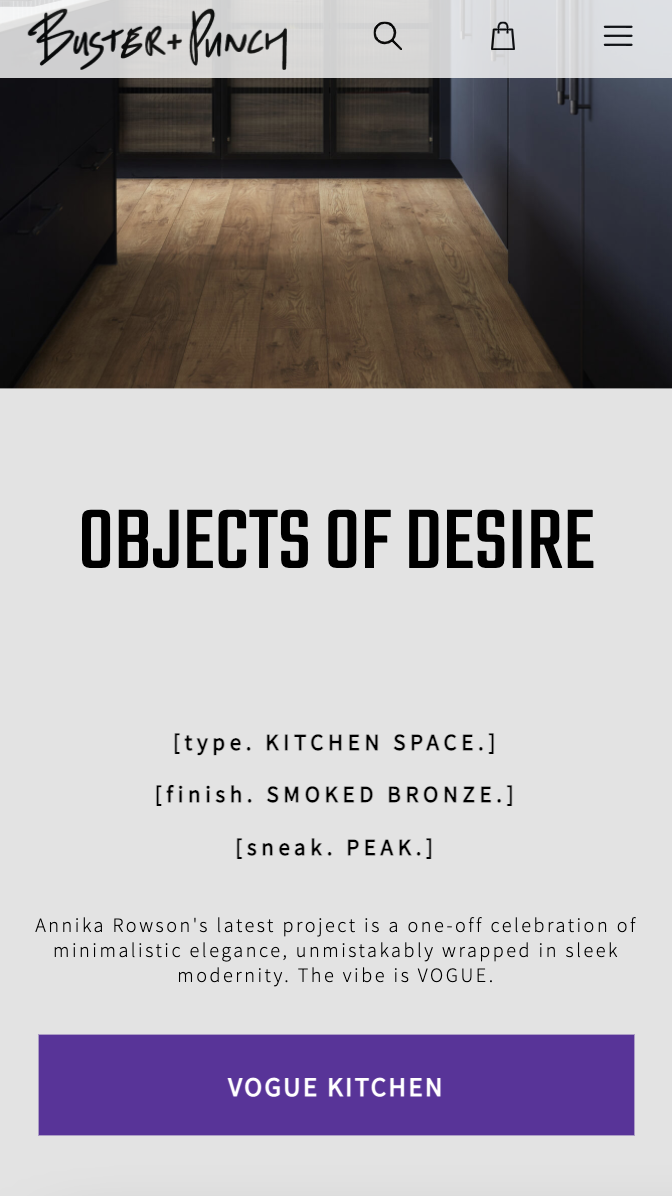 BUSTER + PUNCH
OBJECTS OF DESIRE
[type. KITCHEN SPACE.]
[finish. SMOKED BRONZE.]
[sneak. PEAK.]
Annika Rowson's latest project is a one-off celebration of
minimalistic elegance, unmistakably wrapped in sleek
modernity. The vibe is VOGUE.
VOGUE KITCHEN